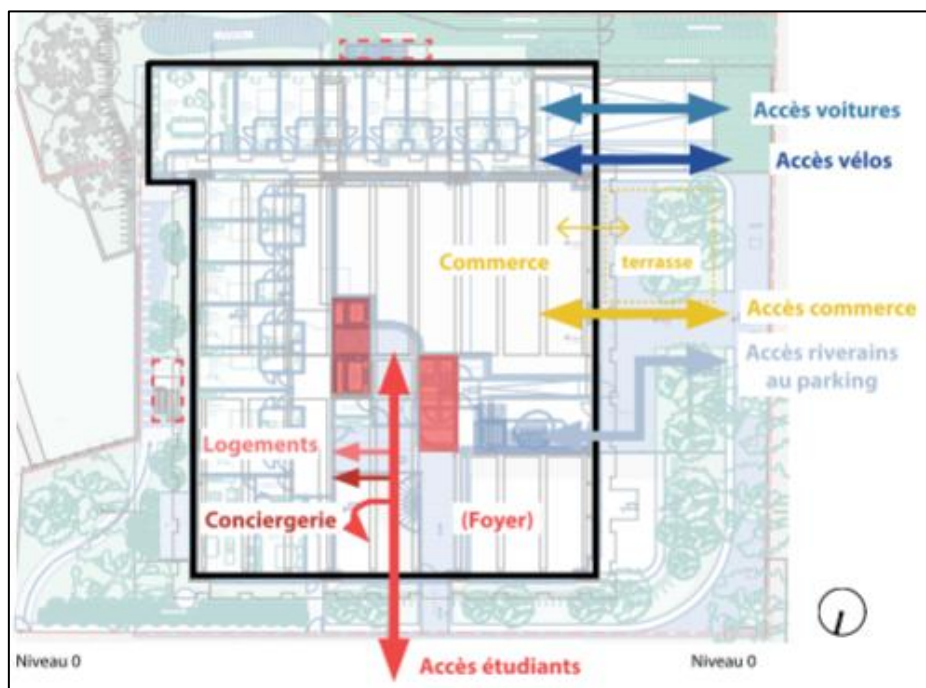 Accès voitures
Accès vélos
Commerce
terrasse
Accès commerce
Accès riverains
au parking
Logements
Conciergerie
(Foyer)
Niveau 0
Accès étudiants
Niveau 0